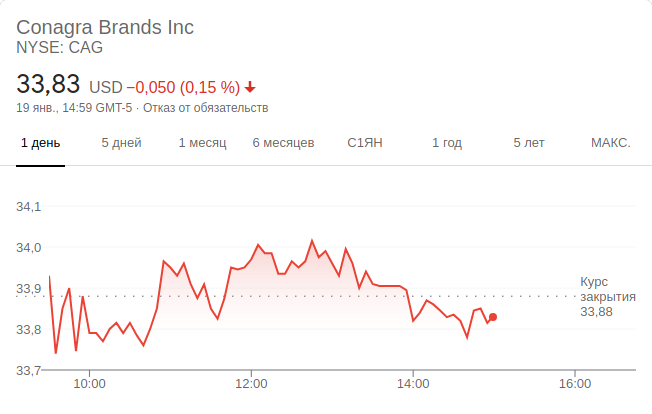 Conagra Brands Inc
NYSE: CAG
33,83 USD −0,050 (0,15 %)
19 янв., 14:59 GMT-5 · Отказ от обязательств
1 день 5 дней 1 месяц 6 месяцев С1ЯН 1 год 5 лет МАКС.
34,1
34,0
33,9
33,8
33,7
Курс
закрытия
33,88
10:00 12:00 14:00 16:00